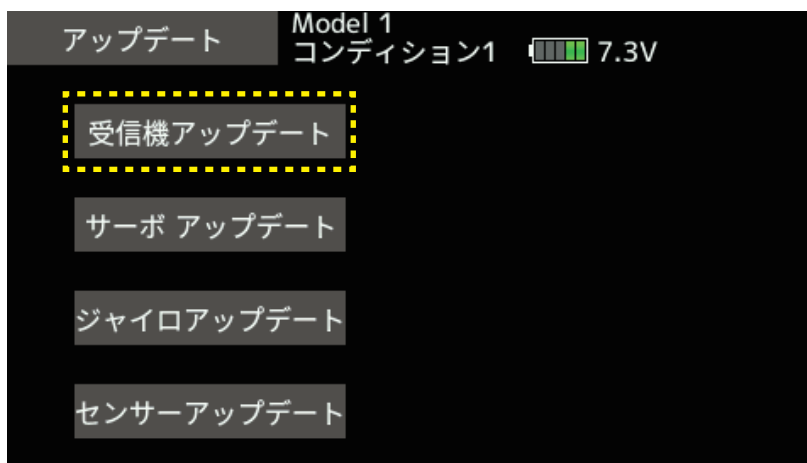 アップデート
Model 1
コンディション1 7.3V
受信機アップデート
サーボ アップデート
ジャイロアップデート
センサーアップデート